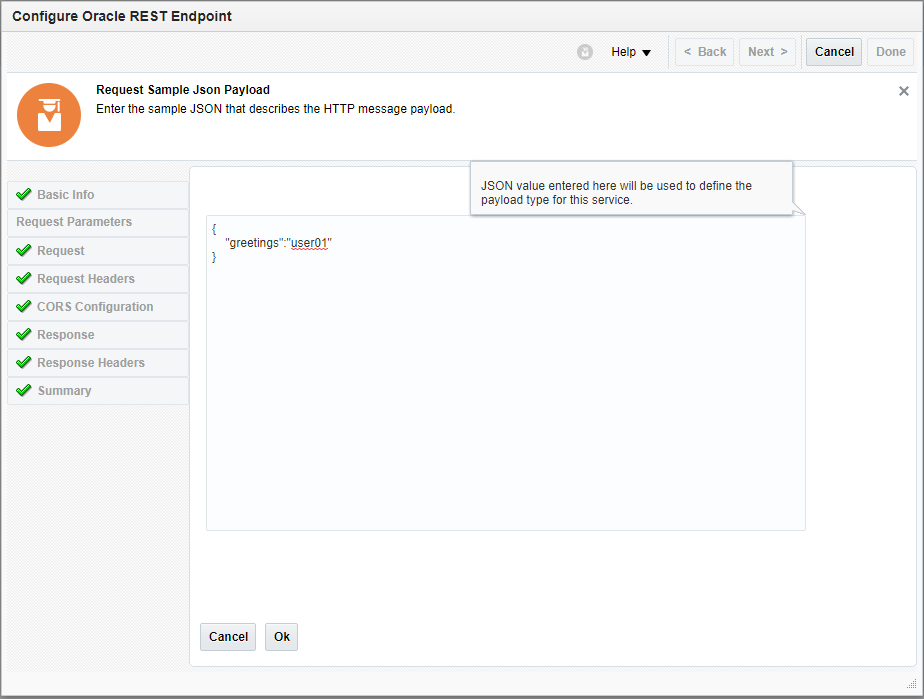 Configure Oracle REST Endpoint
Help
< Back
Next >
Cancel
Done
Request Sample Json Payload
Enter the sample JSON that describes the HTTP message payload.
Basic Info
Request Parameters
Request
Request Headers
CORS Configuration
Response
Response Headers
Summary
JSON value entered here will be used to define the
payload type for this service.
{
"greetings":"user01"
}
Cancel
Ok